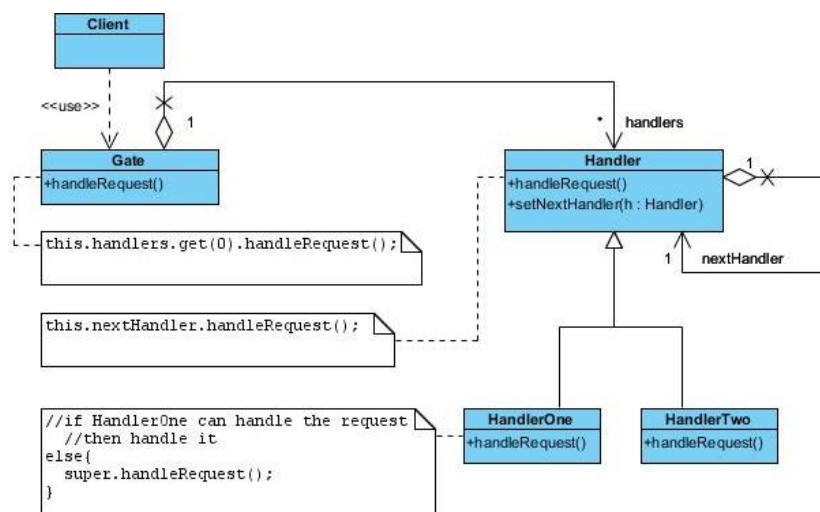 Client
<<use>>
1
* handlers
Gate
+handleRequest()
Handler
+handleRequest()
+setNextHandler(h : Handler)
1
this.handlers.get(0).handleRequest();
1 nextHandler
this.nextHandler.handleRequest();
//if HandlerOne can handle the request
//then handle it
else{
super.handleRequest();
}
HandlerOne
+handleRequest()
HandlerTwo
+handleRequest()